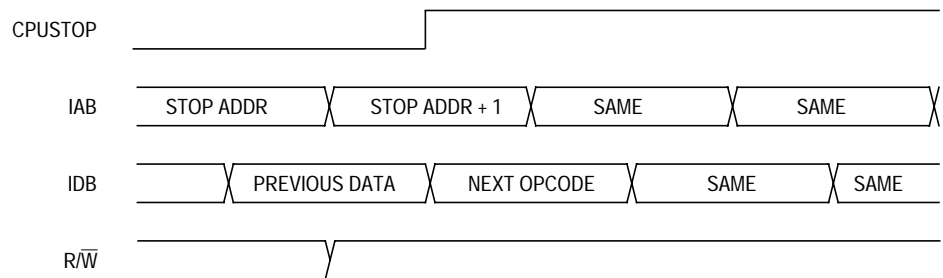 CPUSTOP
IAB STOP ADDR STOP ADDR + 1 SAME SAME
IDB PREVIOUS DATA NEXT OPCODE SAME SAME
R/W̅